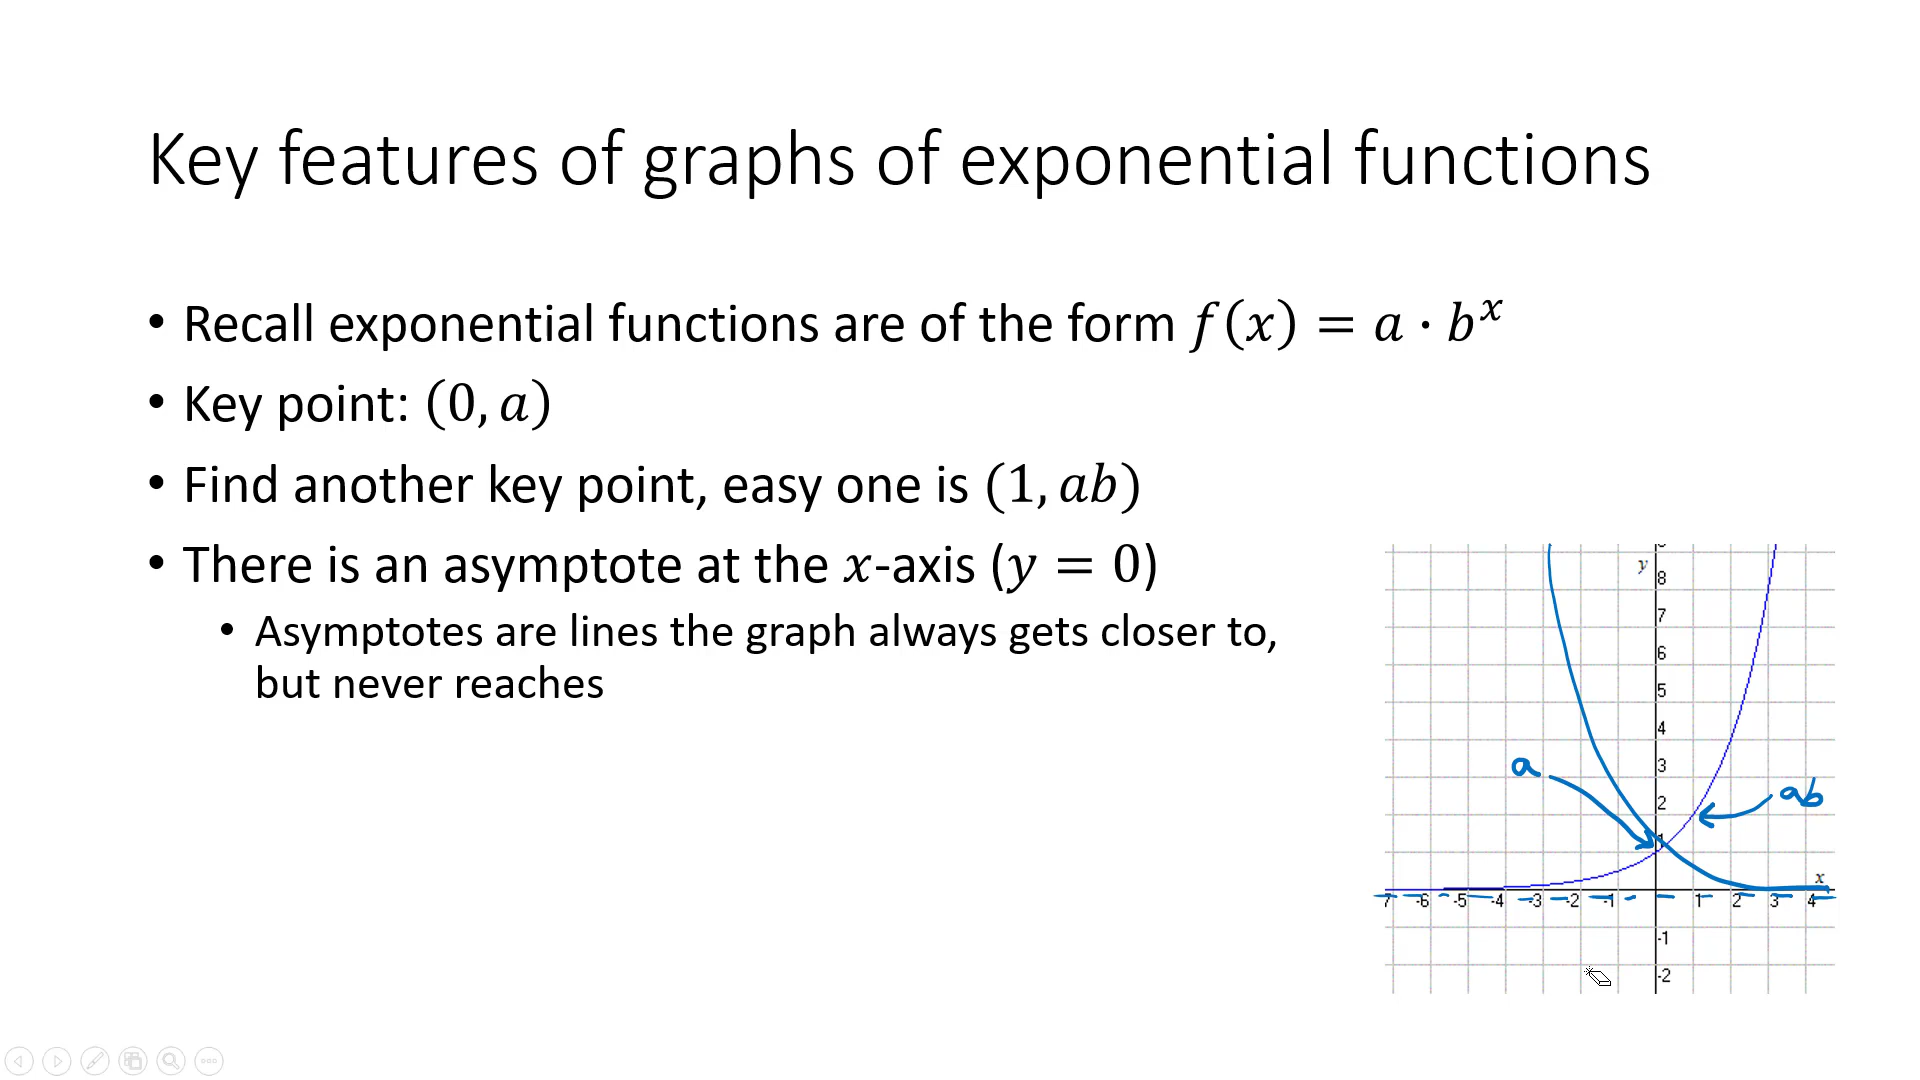 Key features of graphs of exponential functions
• Recall exponential functions are of the form f(x) = a · bˣ
• Key point: (0, a)
• Find another key point, easy one is (1, ab)
• There is an asymptote at the x-axis (y = 0)
• Asymptotes are lines the graph always gets closer to,
but never reaches
y
8
7
6
5
4
3
a
2
ab
1
x
-7 -6 -5 -4 -3 -2 -1 1 2 3 4
-1
-2